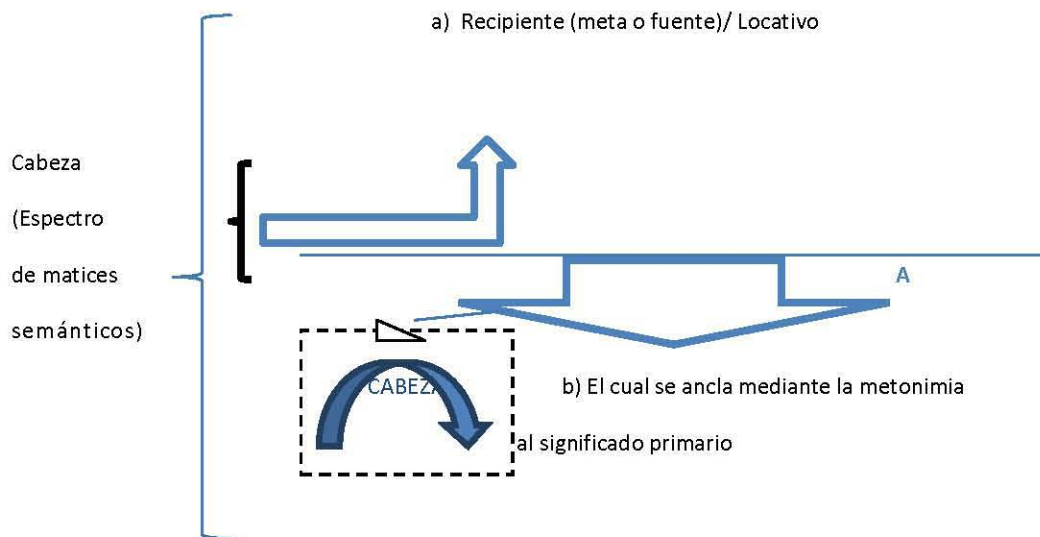 a) Recipiente (meta o fuente)/ Locativo
Cabeza
(Espectro
de matices
semánticos)
A
CABEZA
b) El cual se ancla mediante la metonimia
al significado primario